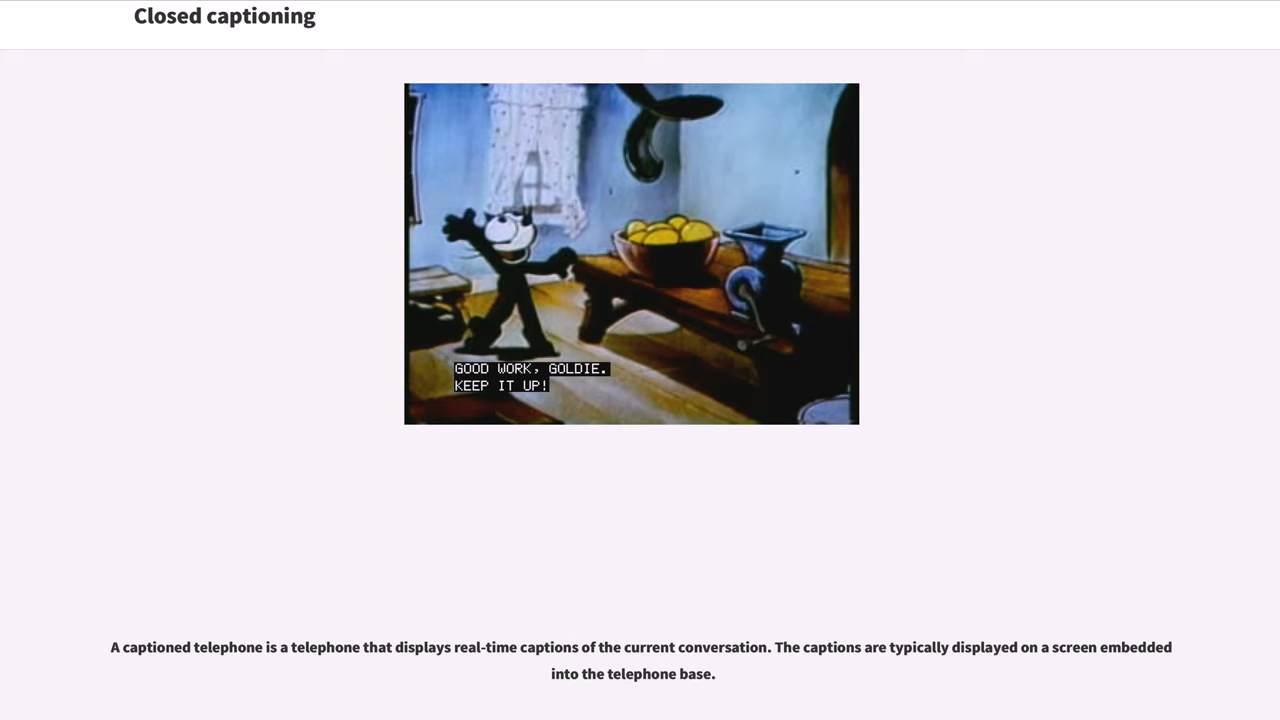 Closed captioning
GOOD WORK, GOLDIE.
KEEP IT UP!
A captioned telephone is a telephone that displays real-time captions of the current conversation. The captions are typically displayed on a screen embedded
into the telephone base.